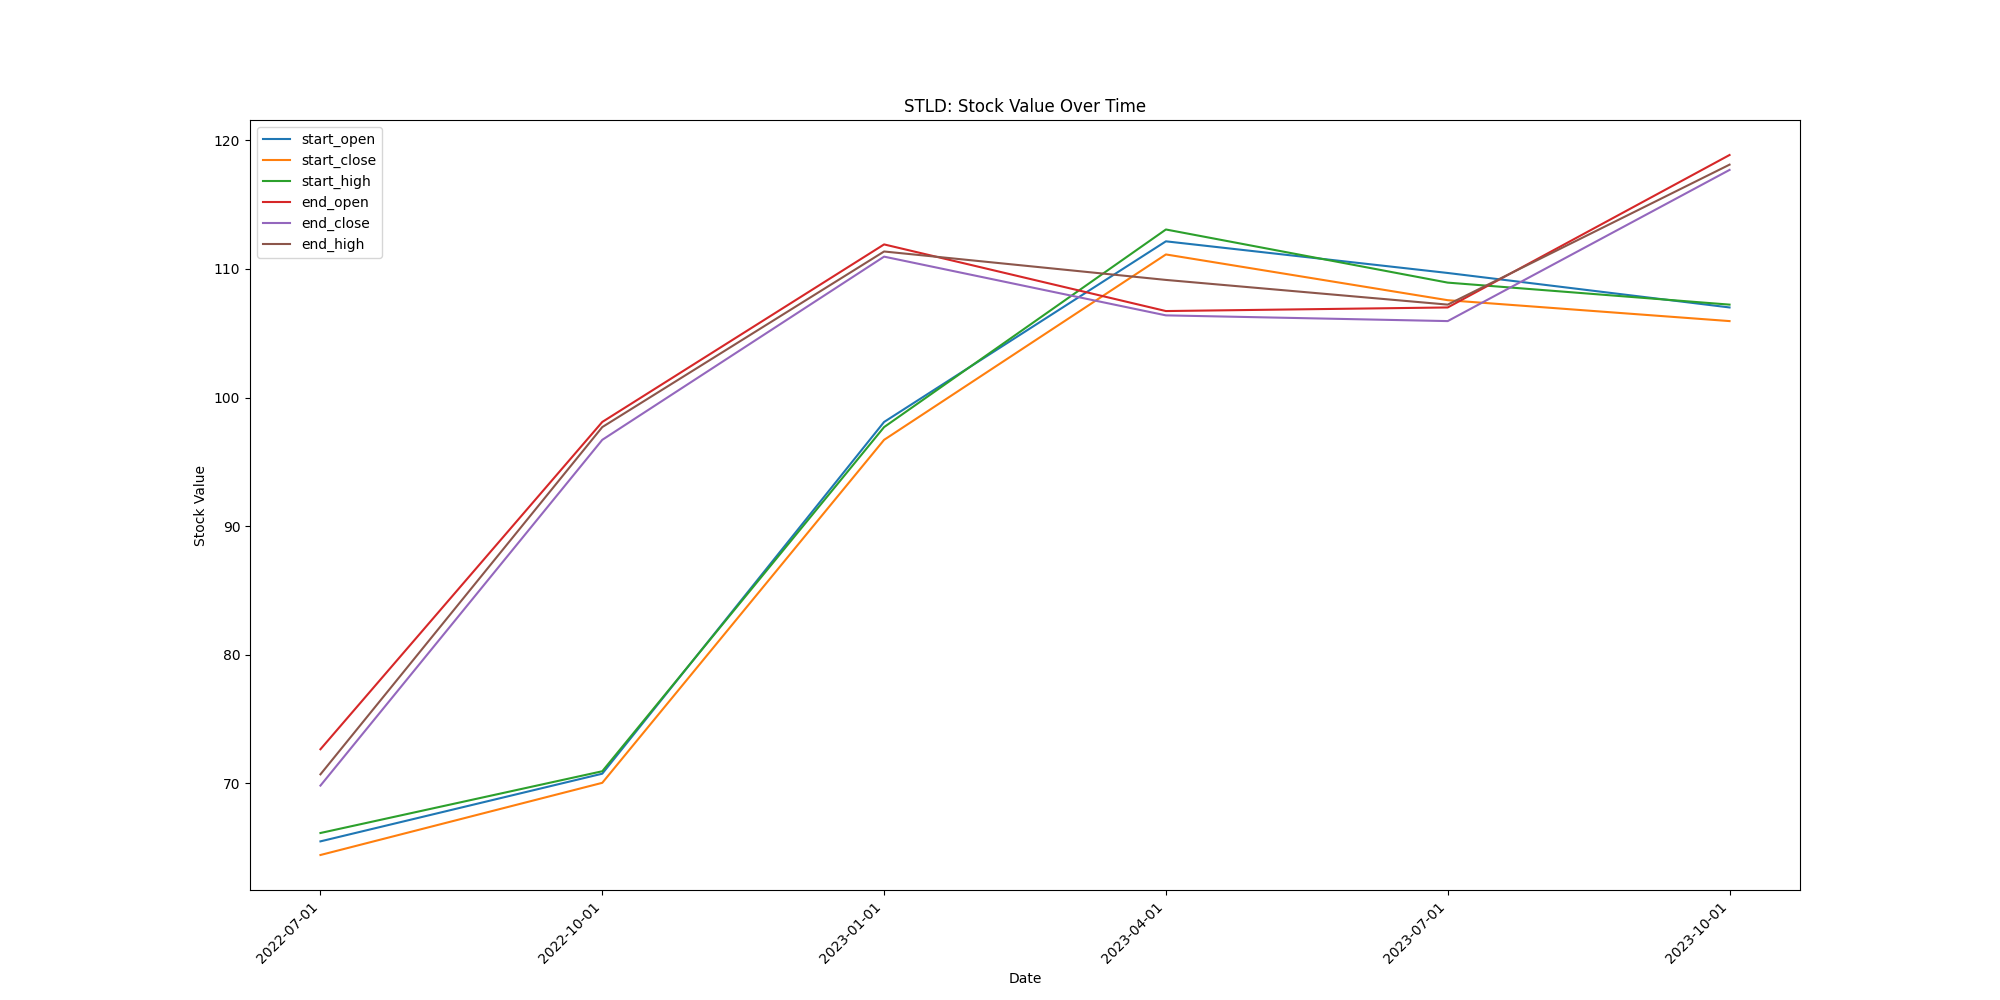 STLD: Stock Value Over Time
start_open
start_close
start_high
end_open
end_close
end_high
120
110
100
90
80
70
Stock Value
2022-07-01
2022-10-01
2023-01-01
2023-04-01
2023-07-01
2023-10-01
Date